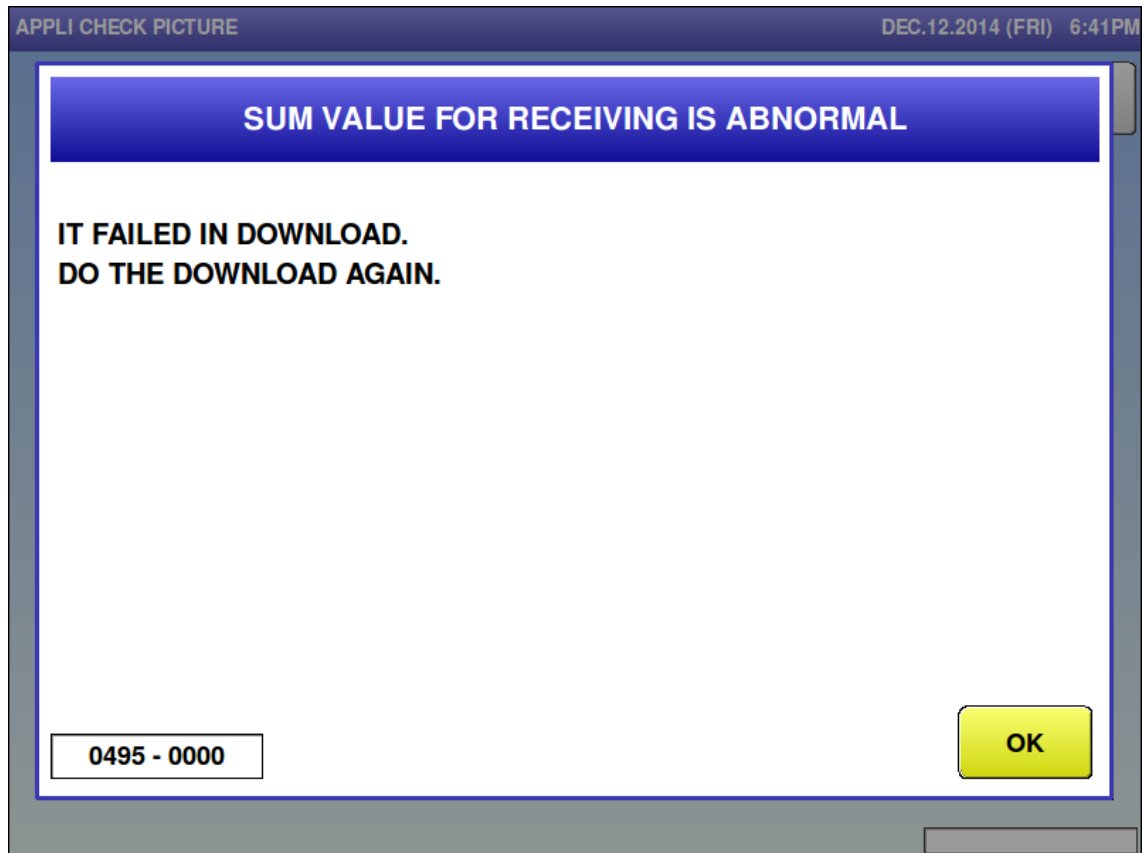 APPLI CHECK PICTURE DEC.12.2014 (FRI) 6:41PM
SUM VALUE FOR RECEIVING IS ABNORMAL
IT FAILED IN DOWNLOAD.
DO THE DOWNLOAD AGAIN.
0495 - 0000 OK